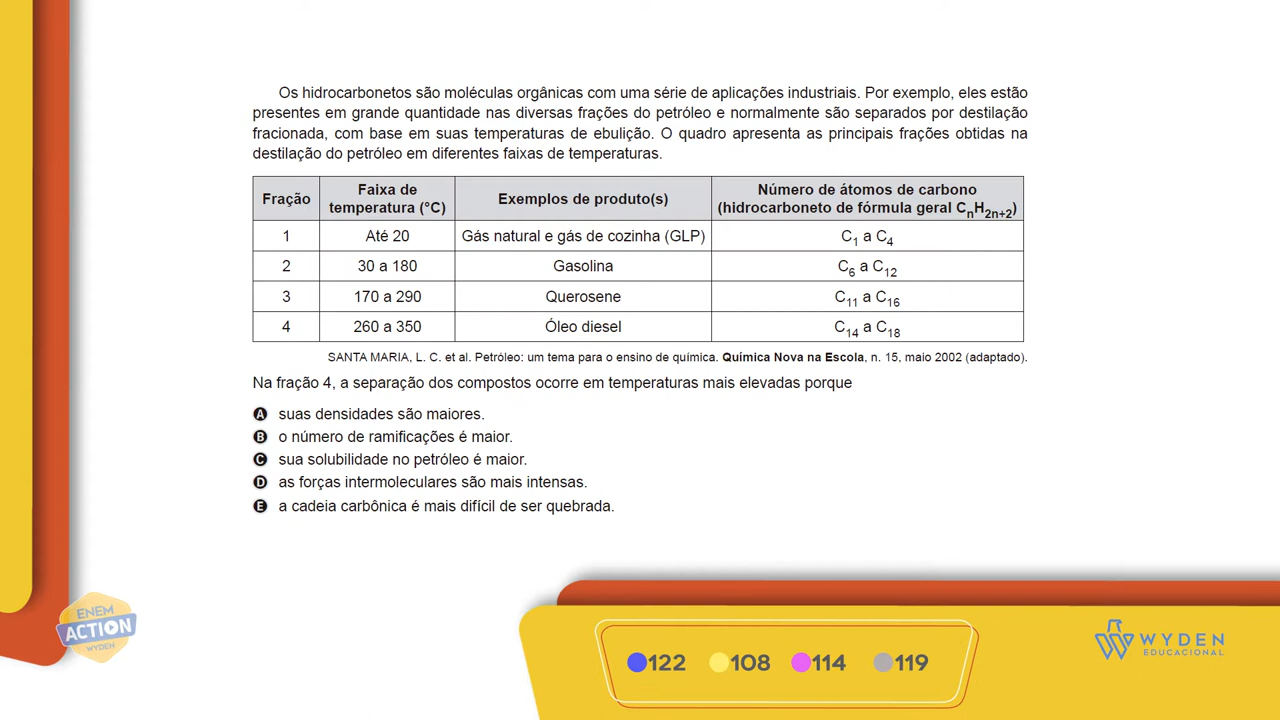 Os hidrocarbonetos são moléculas orgânicas com uma série de aplicações industriais. Por exemplo, eles estão
presentes em grande quantidade nas diversas frações do petróleo e normalmente são separados por destilação
fracionada, com base em suas temperaturas de ebulição. O quadro apresenta as principais frações obtidas na
destilação do petróleo em diferentes faixas de temperaturas.
Fração | Faixa de temperatura (°C) | Exemplos de produto(s) | Número de átomos de carbono (hidrocarboneto de fórmula geral CₙH₂ₙ₊₂)
1 | Até 20 | Gás natural e gás de cozinha (GLP) | C₁ a C₄
2 | 30 a 180 | Gasolina | C₆ a C₁₂
3 | 170 a 290 | Querosene | C₁₁ a C₁₆
4 | 260 a 350 | Óleo diesel | C₁₄ a C₁₈
SANTA MARIA, L. C. et al. Petróleo: um tema para o ensino de química. Química Nova na Escola, n. 15, maio 2002 (adaptado).
Na fração 4, a separação dos compostos ocorre em temperaturas mais elevadas porque
A suas densidades são maiores.
B o número de ramificações é maior.
C sua solubilidade no petróleo é maior.
D as forças intermoleculares são mais intensas.
E a cadeia carbônica é mais difícil de ser quebrada.
ENEM
ACTION
WYDEN
122 108 114 119
WYDEN
EDUCACIONAL